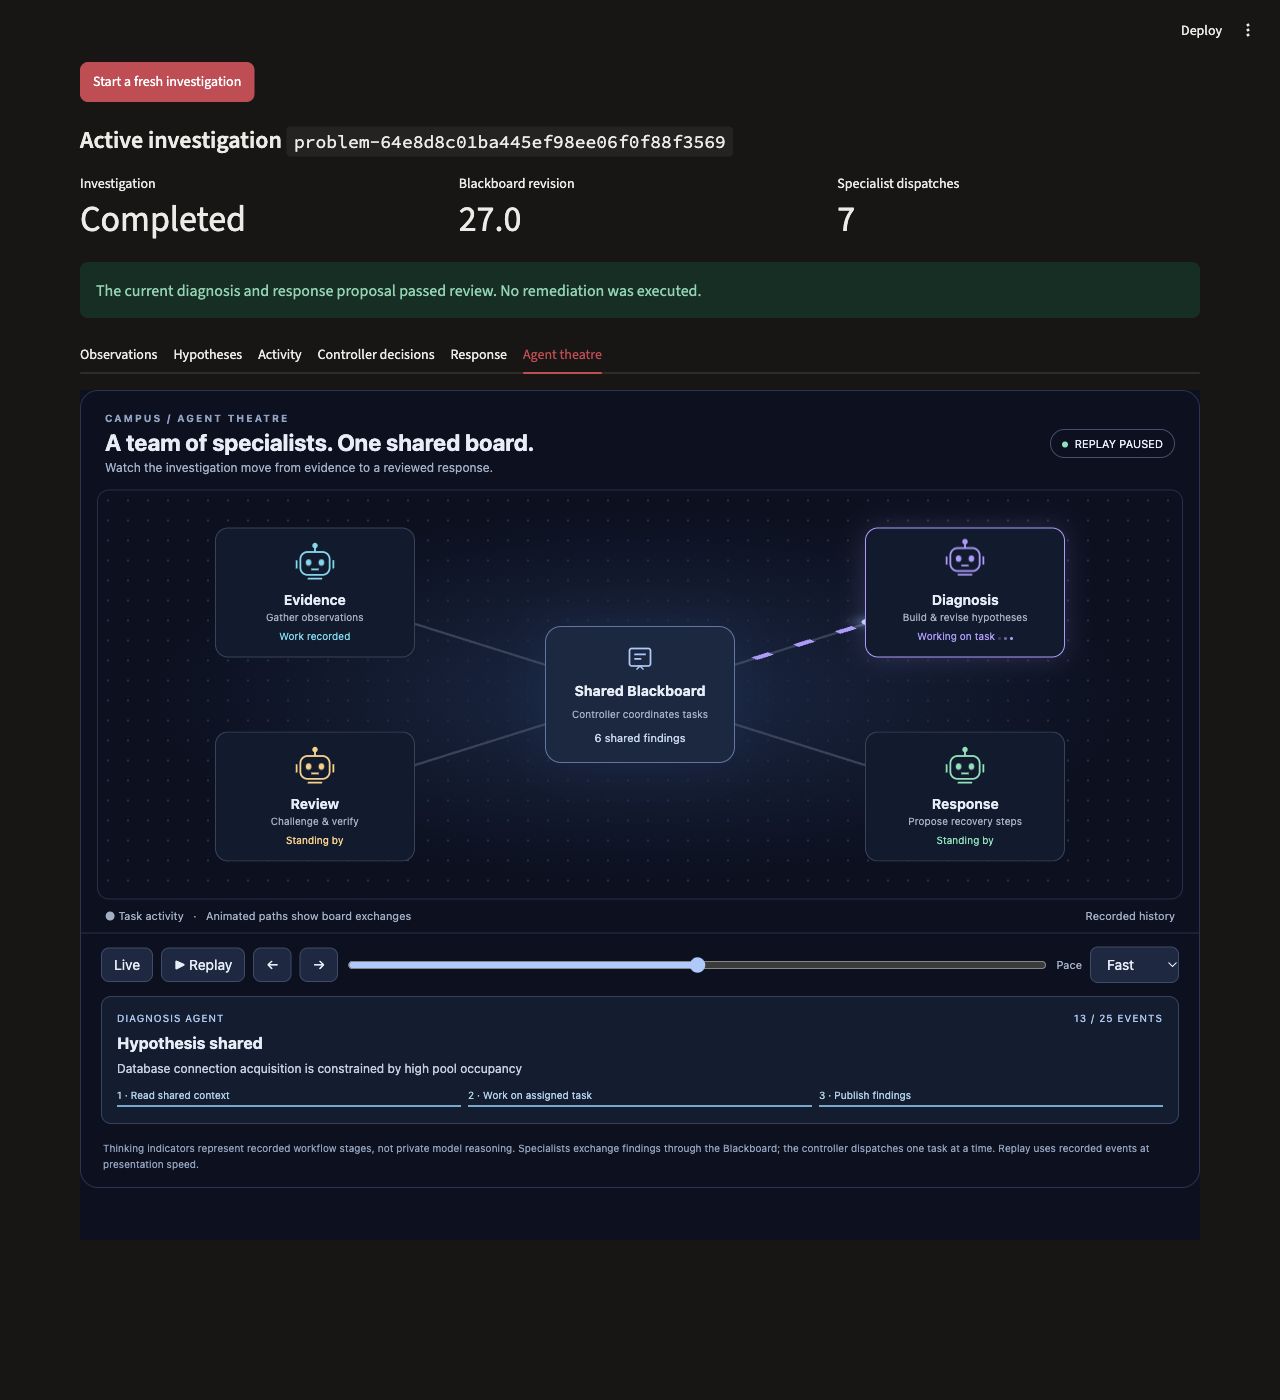 Deploy
Start a fresh investigation
Active investigation problem-64e8d8c01ba445ef98ee06f0f88f3569
Investigation
Completed
Blackboard revision
27.0
Specialist dispatches
7
The current diagnosis and response proposal passed review. No remediation was executed.
Observations Hypotheses Activity Controller decisions Response Agent theatre
CAMPUS / AGENT THEATRE
A team of specialists. One shared board.
Watch the investigation move from evidence to a reviewed response.
REPLAY PAUSED
Evidence
Gather observations
Work recorded
Diagnosis
Build & revise hypotheses
Working on task
Shared Blackboard
Controller coordinates tasks
6 shared findings
Review
Challenge & verify
Standing by
Response
Propose recovery steps
Standing by
Task activity · Animated paths show board exchanges
Recorded history
Live ▶ Replay ← → Pace Fast
DIAGNOSIS AGENT
13 / 25 EVENTS
Hypothesis shared
Database connection acquisition is constrained by high pool occupancy
1 · Read shared context
2 · Work on assigned task
3 · Publish findings
Thinking indicators represent recorded workflow stages, not private model reasoning. Specialists exchange findings through the Blackboard; the controller dispatches one task at a time. Replay uses recorded events at
presentation speed.